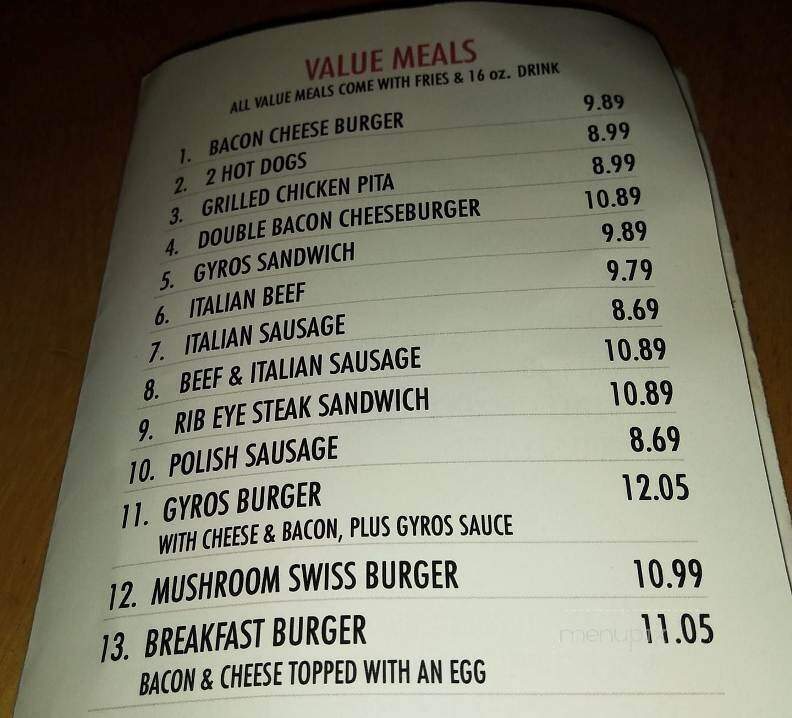 VALUE MEALS
ALL VALUE MEALS COME WITH FRIES & 16 oz. DRINK
1. BACON CHEESE BURGER 9.89
2. 2 HOT DOGS 8.99
3. GRILLED CHICKEN PITA 8.99
4. DOUBLE BACON CHEESEBURGER 10.89
5. GYROS SANDWICH 9.89
6. ITALIAN BEEF 9.79
7. ITALIAN SAUSAGE 8.69
8. BEEF & ITALIAN SAUSAGE 10.89
9. RIB EYE STEAK SANDWICH 10.89
10. POLISH SAUSAGE 8.69
11. GYROS BURGER 12.05
WITH CHEESE & BACON, PLUS GYROS SAUCE
12. MUSHROOM SWISS BURGER 10.99
13. BREAKFAST BURGER 11.05
BACON & CHEESE TOPPED WITH AN EGG